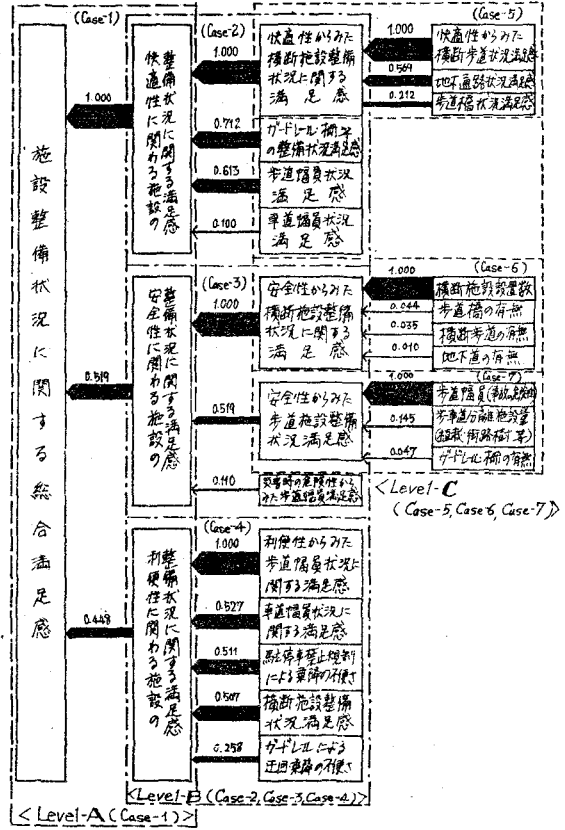 (Case-1)
施設整備状況に関する総合満足感
1.000
快適性に関わる施設の
整備状況に関する満足感
(Case-2)
1.000
快適性からみた
横断施設整備
状況に関する
満足感
0.712
ガードレール・柵等
の整備状況満足感
0.613
歩道幅員状況
満足感
0.100
車道幅員状況
満足感
(Case-5)
1.000
快適性からみた
横断歩道状況満足感
0.569
地下通路状況満足感
0.212
歩道橋状況満足感
0.519
安全性に関わる施設の
整備状況に関する満足感
(Case-3)
1.000
安全性からみた
横断施設整備
状況に関する
満足感
0.519
安全性からみた
歩道施設整備
状況満足感
0.110
災害時の危険性から
みた歩道幅員満足感
(Case-6)
1.000
横断施設設置数
0.044
歩道橋の有無
0.035
横断歩道の有無
0.010
地下道の有無
(Case-7)
1.000
歩道幅員
0.145
歩車道分離施設量
(植栽・街路樹等)
0.047
ガードレール・柵の有無
<Level-C
(Case-5, Case-6, Case-7)>
0.448
利便性に関わる施設の
整備状況に関する満足感
(Case-4)
1.000
利便性からみた
歩道幅員状況に
関する満足感
0.527
車道幅員状況に
関する満足感
0.511
駐停車禁止規制
による乗降の不便さ
0.507
横断施設整備
状況満足感
0.258
ガードレールによる
迂回乗降の不便さ
<Level-B (Case-2, Case-3, Case-4)>
<Level-A (Case-1)>